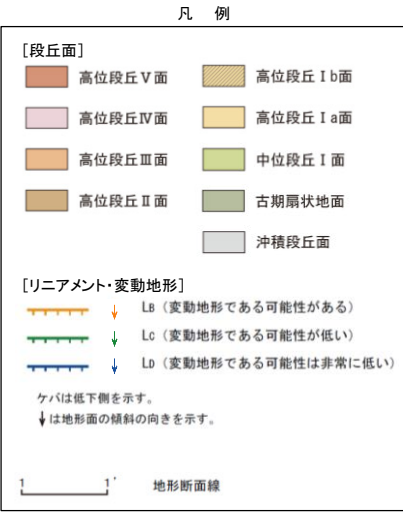 凡 例
[段丘面]
高位段丘Ⅴ面
高位段丘Ⅰb面
高位段丘Ⅳ面
高位段丘Ⅰa面
高位段丘Ⅲ面
中位段丘Ⅰ面
高位段丘Ⅱ面
古期扇状地面
沖積段丘面
[リニアメント・変動地形]
LB (変動地形である可能性がある)
LC (変動地形である可能性が低い)
LD (変動地形である可能性は非常に低い)
ケバは低下側を示す。
↓は地形面の傾斜の向きを示す。
1 1' 地形断面線